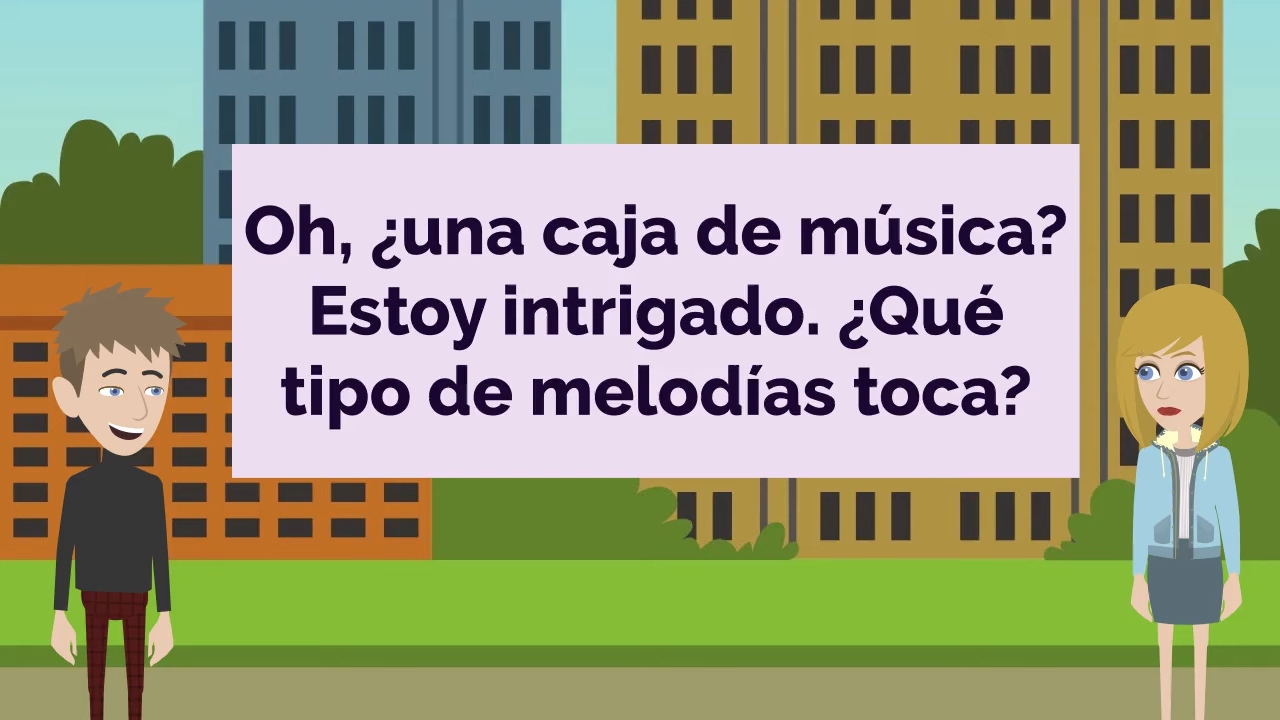 Oh, ¿una caja de música?
Estoy intrigado. ¿Qué
tipo de melodías toca?